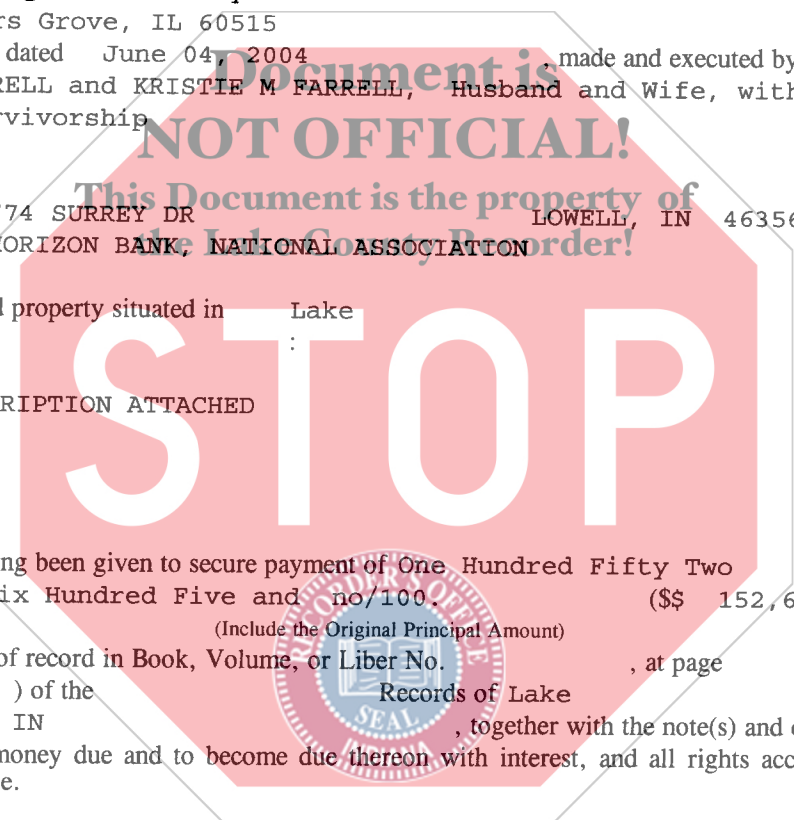 rs Grove, IL 60515
dated June 04, 2004 , made and executed by
RELL and KRISTIE M FARRELL, Husband and Wife, with
rvivorship
Document is
NOT OFFICIAL!
This Document is the property of
the Lake County Recorder!
74 SURREY DR LOWELL, IN 46356
HORIZON BANK, NATIONAL ASSOCIATION
property situated in Lake
:
RIPTION ATTACHED
STOP
ng been given to secure payment of One Hundred Fifty Two
ix Hundred Five and no/100. ($$ 152,6
(Include the Original Principal Amount)
of record in Book, Volume, or Liber No. , at page
) of the Records of Lake
IN , together with the note(s) and
money due and to become due thereon with interest, and all rights acc
e.
RECORDER'S OFFICE
SEAL
INDIANA